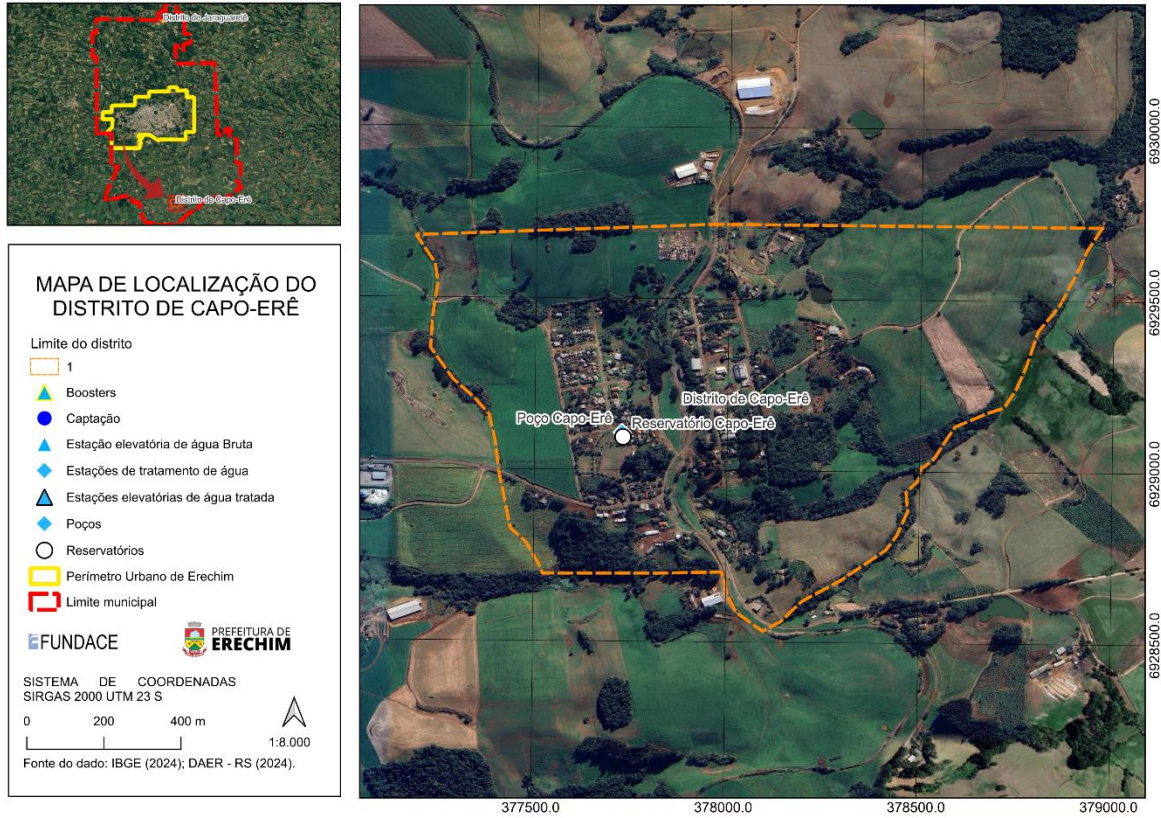 Distrito de Jaraguaretê
Distrito de Capo-Erê
MAPA DE LOCALIZAÇÃO DO
DISTRITO DE CAPO-ERÊ
Limite do distrito
1
Boosters
Captação
Estação elevatória de água Bruta
Estações de tratamento de água
Estações elevatórias de água tratada
Poços
Reservatórios
Perímetro Urbano de Erechim
Limite municipal
FUNDACE
PREFEITURA DE
ERECHIM
SISTEMA DE COORDENADAS
SIRGAS 2000 UTM 23 S
0 200 400 m
1:8.000
Fonte do dado: IBGE (2024); DAER - RS (2024).
Distrito de Capo-Erê
Poço Capo-Erê
Reservatório Capo-Erê
6930000.0
6929500.0
6929000.0
6928500.0
377500.0 378000.0 378500.0 379000.0